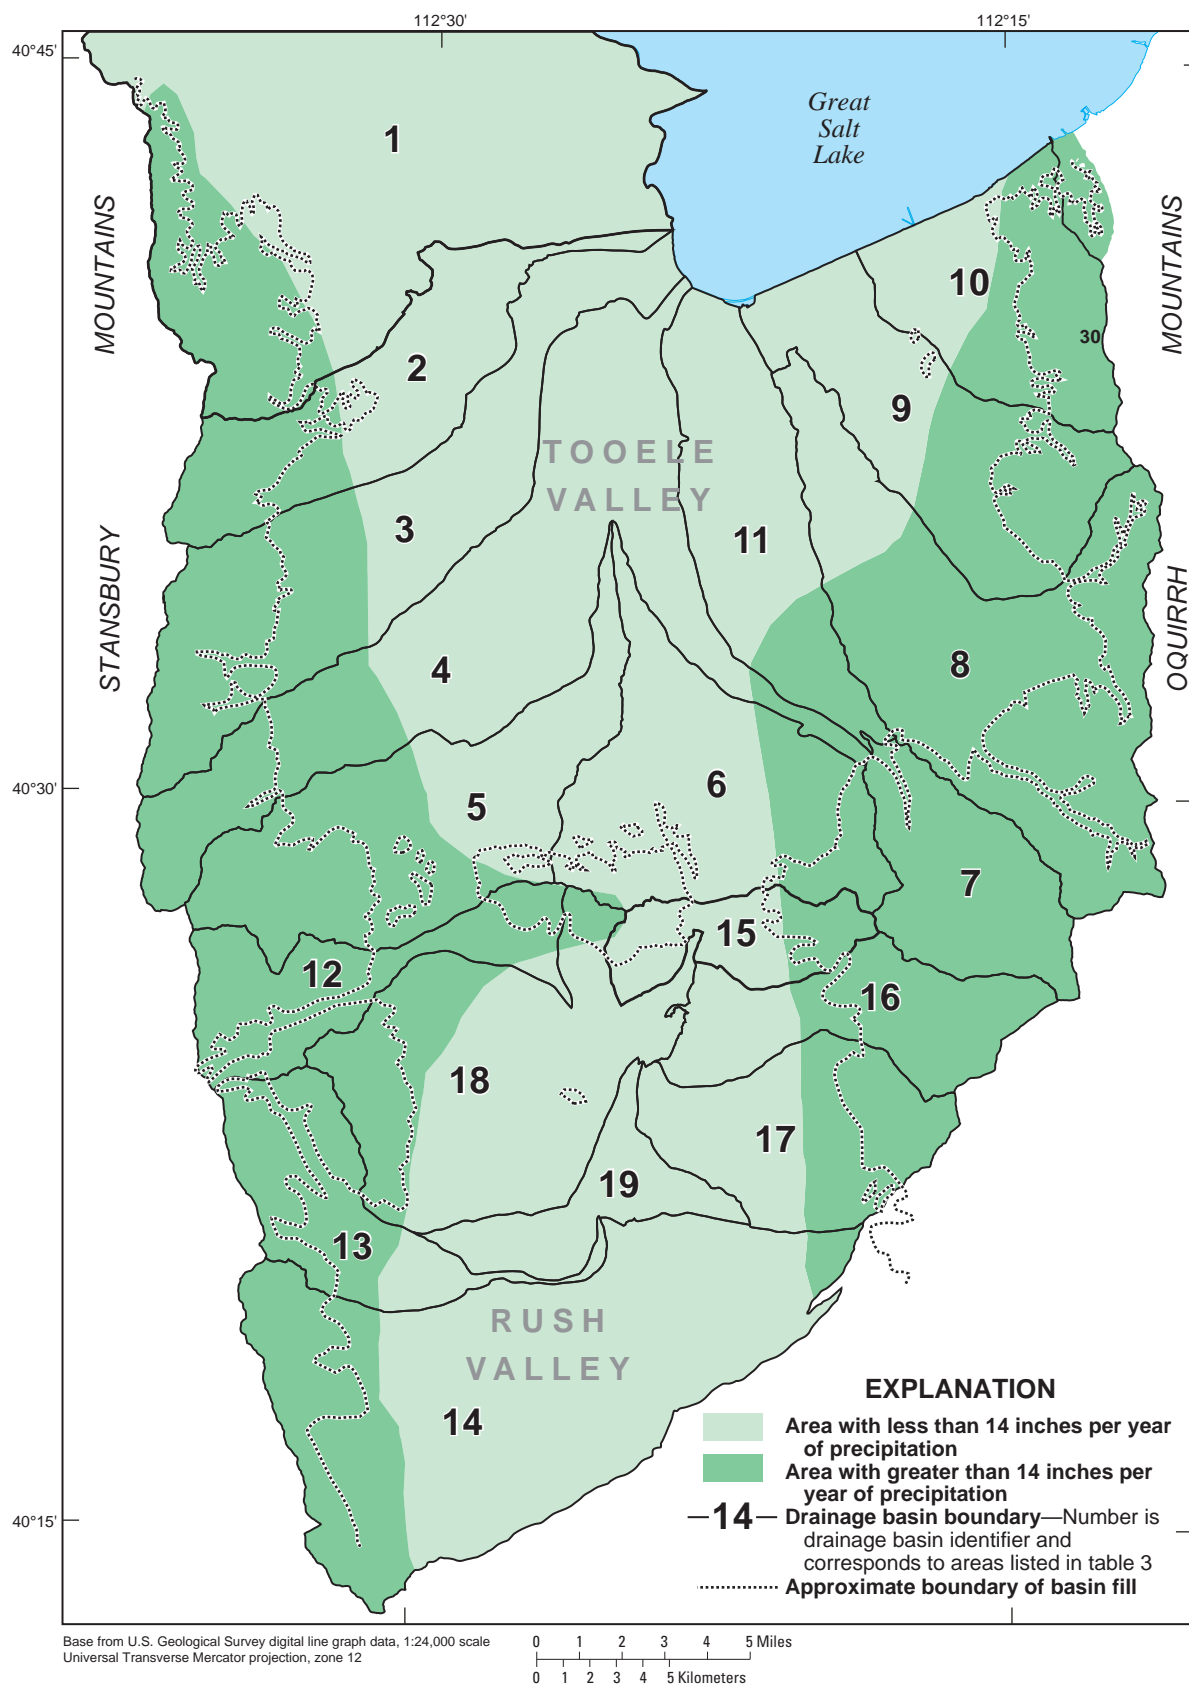 112°30'
112°15'
40°45'
Great
Salt
Lake
1
MOUNTAINS
MOUNTAINS
10
30
2
9
TOOELE
VALLEY
3
11
STANSBURY
OQUIRRH
4
8
40°30'
6
5
7
15
12
16
18
17
19
13
RUSH
VALLEY
14
EXPLANATION
Area with less than 14 inches per year
of precipitation
Area with greater than 14 inches per
year of precipitation
14 Drainage basin boundary—Number is
drainage basin identifier and
corresponds to areas listed in table 3
Approximate boundary of basin fill
40°15'
Base from U.S. Geological Survey digital line graph data, 1:24,000 scale
Universal Transverse Mercator projection, zone 12
0 1 2 3 4 5 Miles
0 1 2 3 4 5 Kilometers